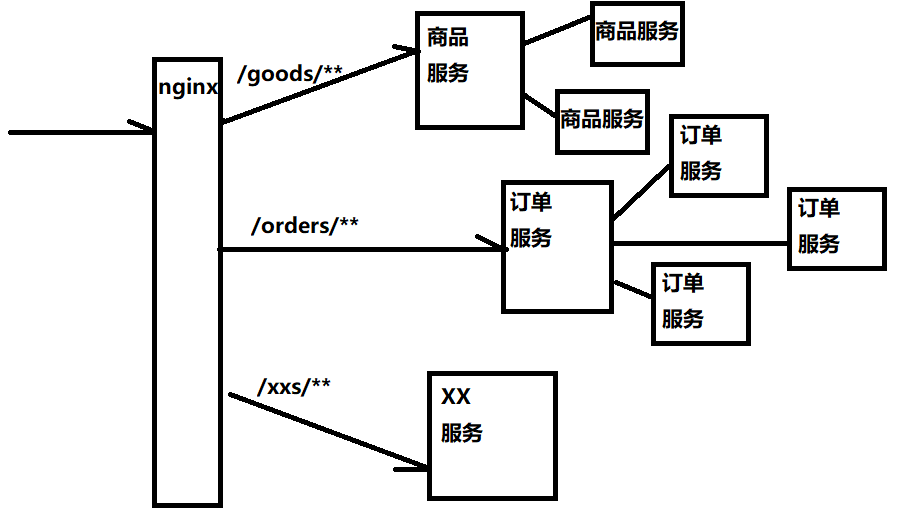 nginx
/goods/**
商品
服务
商品服务
商品服务
/orders/**
订单
服务
订单
服务
订单
服务
订单
服务
/xxs/**
XX
服务